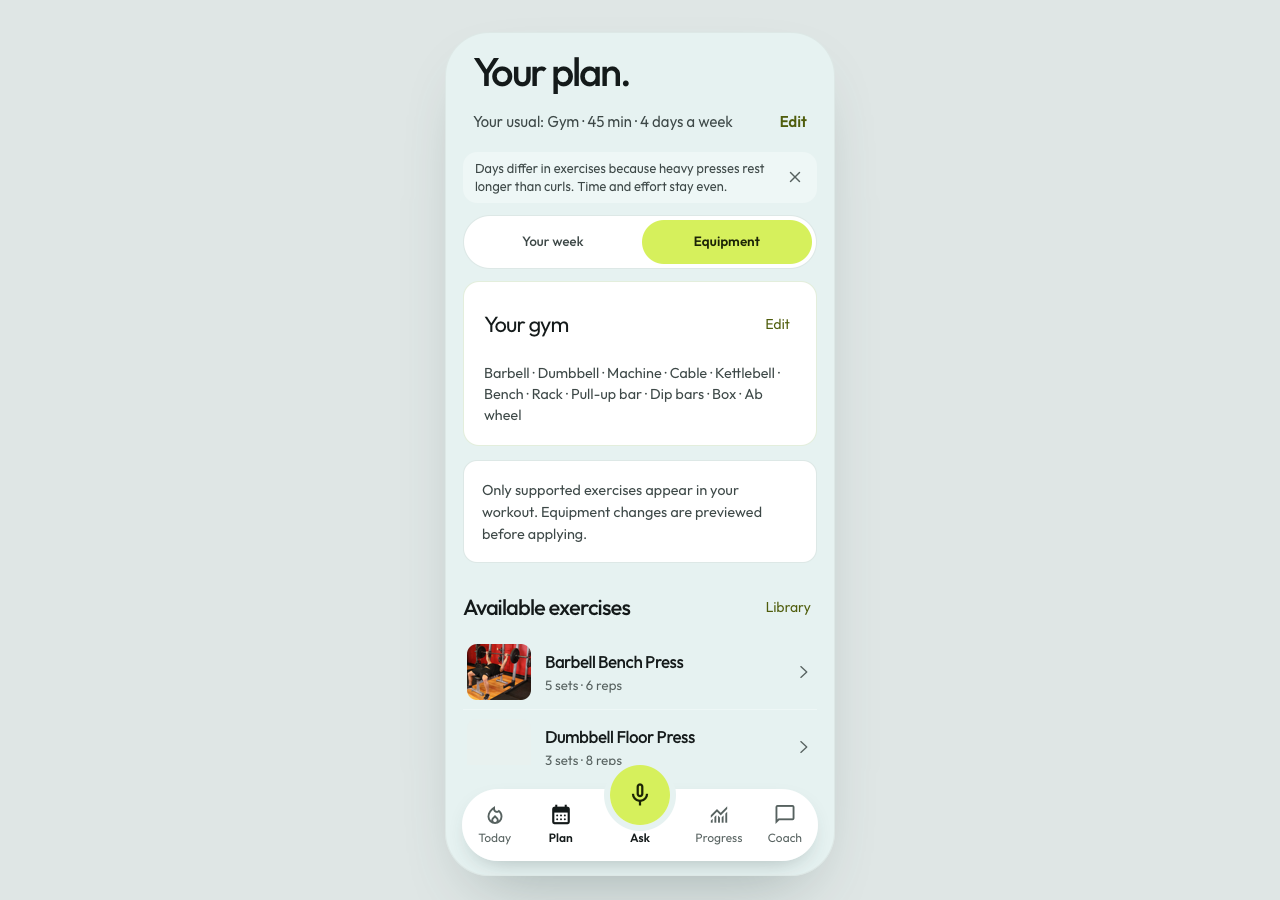 Your plan.
Your usual: Gym · 45 min · 4 days a week
Edit
Days differ in exercises because heavy presses rest
longer than curls. Time and effort stay even.
Your week
Equipment
Your gym
Edit
Barbell · Dumbbell · Machine · Cable · Kettlebell ·
Bench · Rack · Pull-up bar · Dip bars · Box · Ab
wheel
Only supported exercises appear in your
workout. Equipment changes are previewed
before applying.
Available exercises
Library
Barbell Bench Press
5 sets · 6 reps
Dumbbell Floor Press
3 sets · 8 reps
Today
Plan
Ask
Progress
Coach